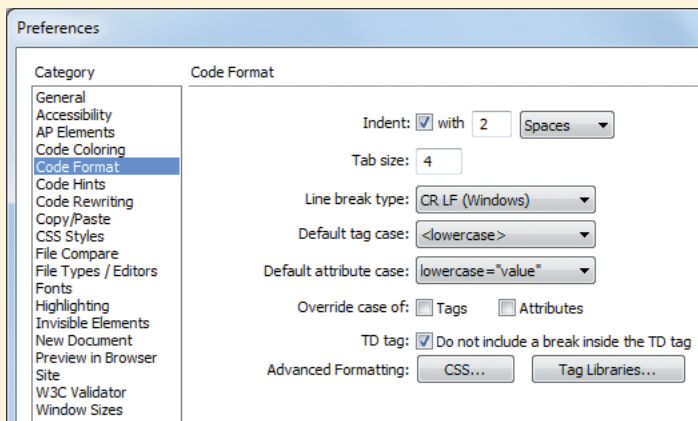 Preferences
Category
General
Accessibility
AP Elements
Code Coloring
Code Format
Code Hints
Code Rewriting
Copy/Paste
CSS Styles
File Compare
File Types / Editors
Fonts
Highlighting
Invisible Elements
New Document
Preview in Browser
Site
W3C Validator
Window Sizes
Code Format
Indent: with 2 Spaces
Tab size: 4
Line break type: CR LF (Windows)
Default tag case: <lowercase>
Default attribute case: lowercase="value"
Override case of: Tags Attributes
TD tag: Do not include a break inside the TD tag
Advanced Formatting: CSS... Tag Libraries...